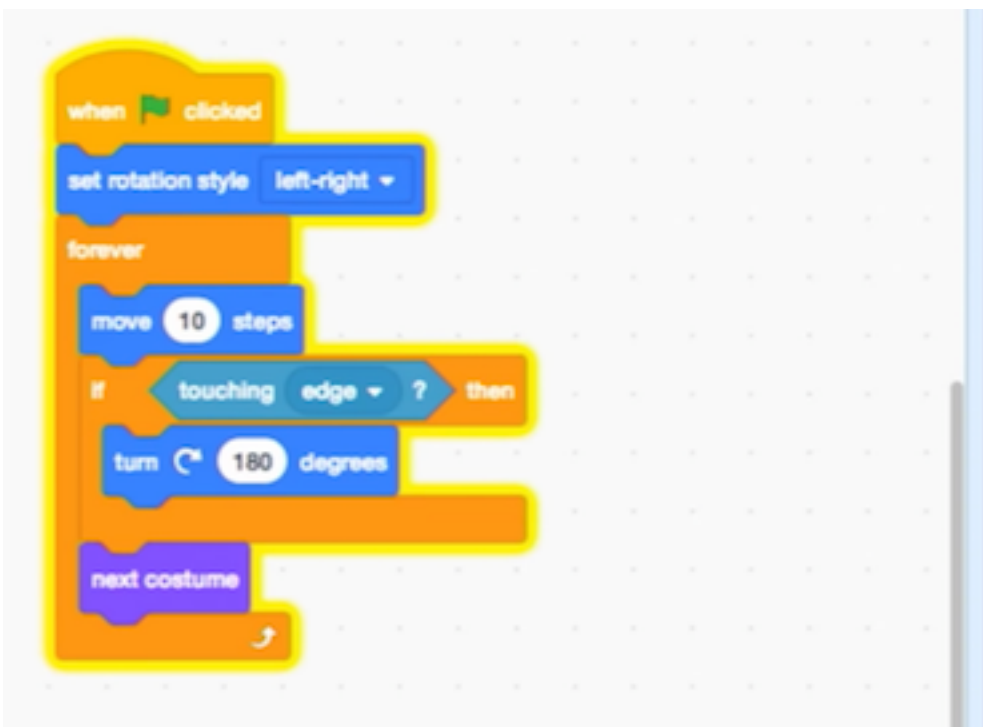 when clicked
set rotation style left-right
forever
move 10 steps
if touching edge ? then
turn 180 degrees
next costume